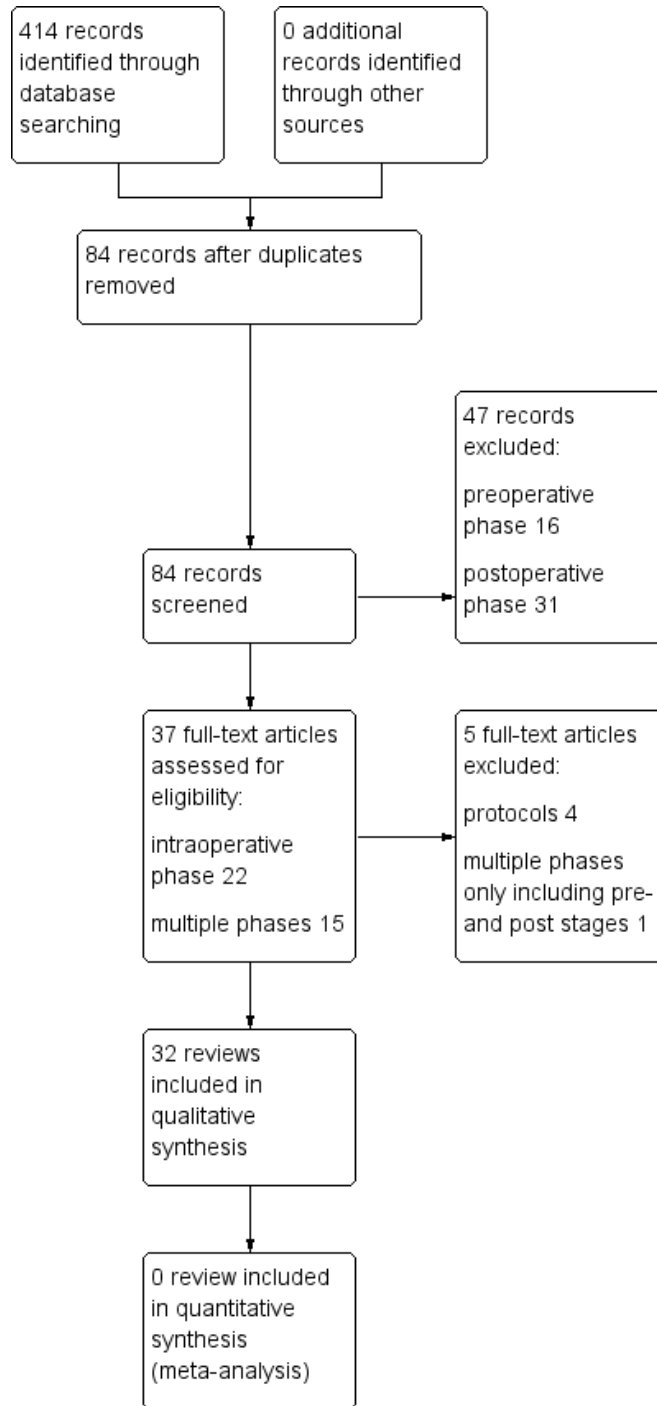 414 records
identified through
database
searching
0 additional
records identified
through other
sources
84 records after duplicates
removed
47 records
excluded:
preoperative
phase 16
postoperative
phase 31
84 records
screened
37 full-text articles
assessed for
eligibility:
intraoperative
phase 22
multiple phases 15
5 full-text articles
excluded:
protocols 4
multiple phases
only including pre-
and post stages 1
32 reviews
included in
qualitative
synthesis
0 review included
in quantitative
synthesis
(meta-analysis)